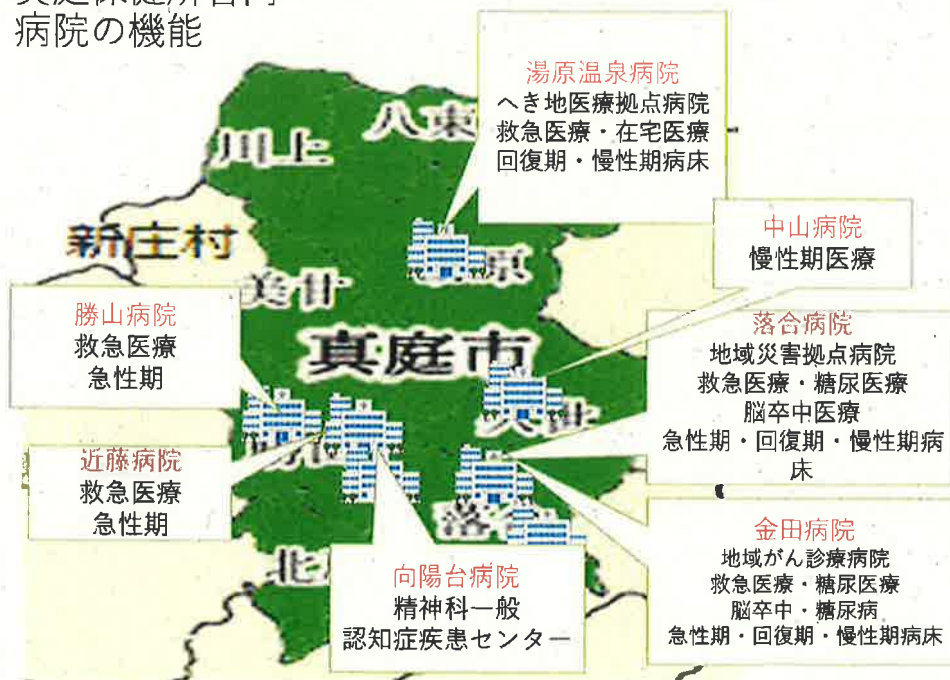 病院の機能
湯原温泉病院
へき地医療拠点病院
救急医療・在宅医療
回復期・慢性期病床
八束
川上
新庄村
中山病院
慢性期医療
美甘
勝山病院
救急医療
急性期
真庭市
落合病院
地域災害拠点病院
救急医療・糖尿医療
脳卒中医療
急性期・回復期・慢性期病
床
近藤病院
救急医療
急性期
金田病院
地域がん診療病院
救急医療・糖尿医療
脳卒中・糖尿病
急性期・回復期・慢性期病床
北
向陽台病院
精神科一般
認知症疾患センター